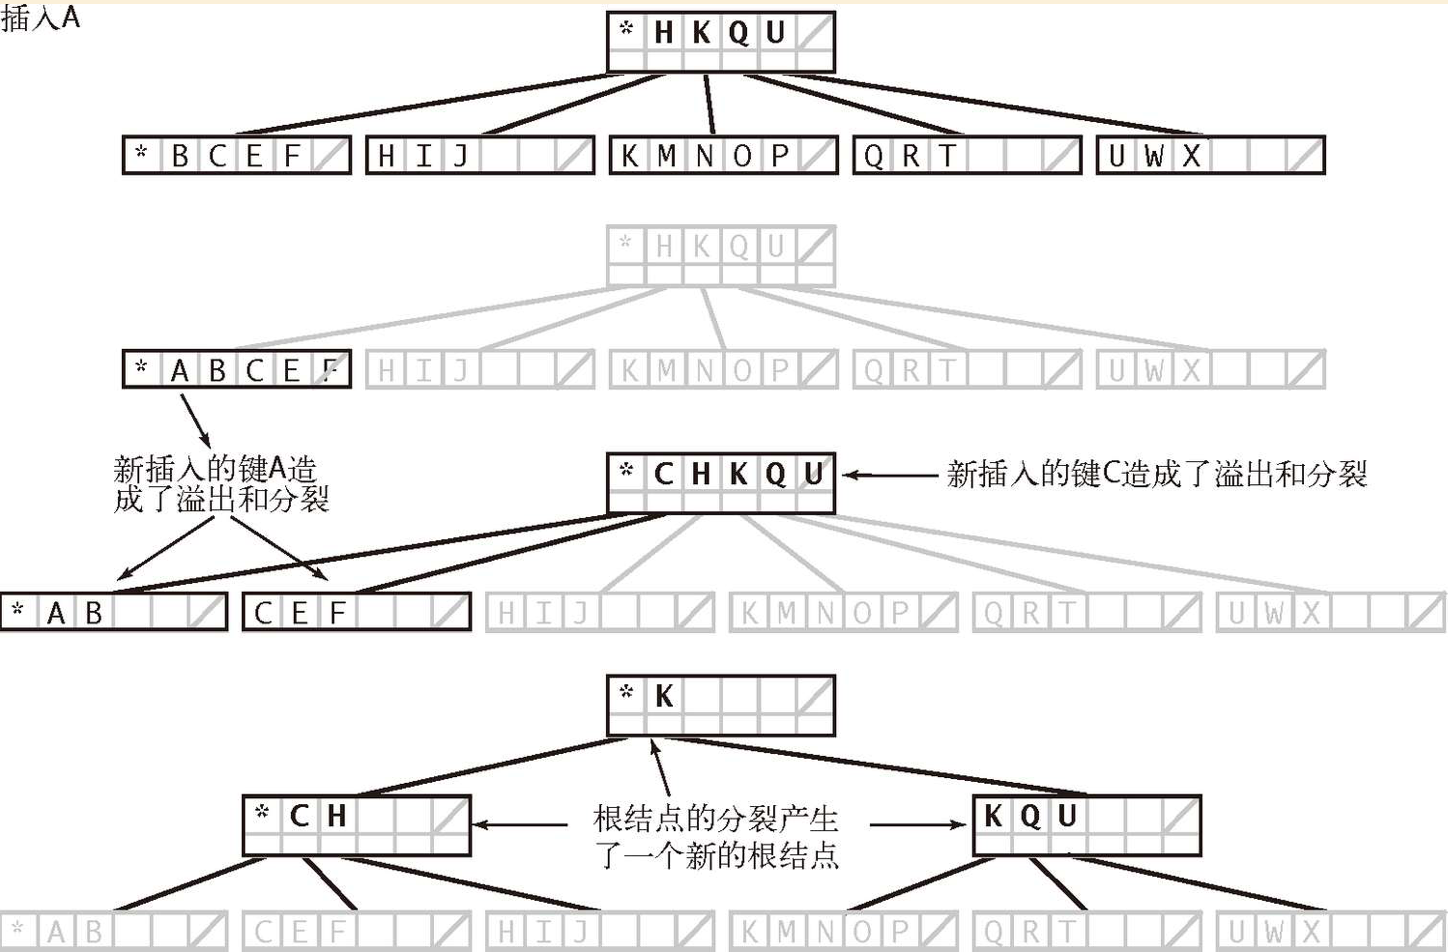 插入A
* H K Q U
* B C E F
H I J
K M N O P
Q R T
U W X
* H K Q U
* A B C E F
H I J
K M N O P
Q R T
U W X
新插入的键A造
成了溢出和分裂
* C H K Q U
新插入的键C造成了溢出和分裂
* A B
C E F
H I J
K M N O P
Q R T
U W X
* K
* C H
根结点的分裂产生
了一个新的根结点
K Q U
* A B
C E F
H I J
K M N O P
Q R T
U W X